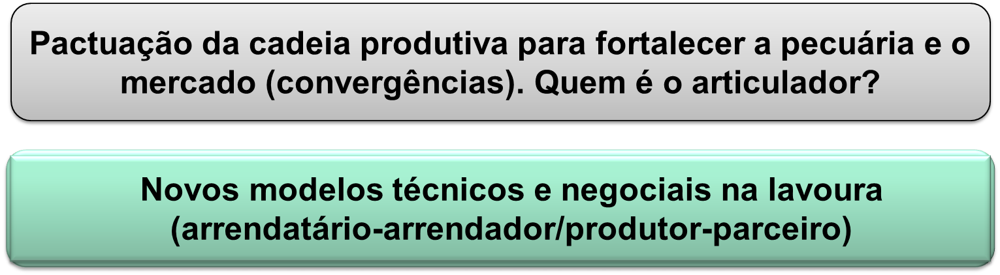 Pactuação da cadeia produtiva para fortalecer a pecuária e o
mercado (convergências). Quem é o articulador?
Novos modelos técnicos e negociais na lavoura
(arrendatário-arrendador/produtor-parceiro)